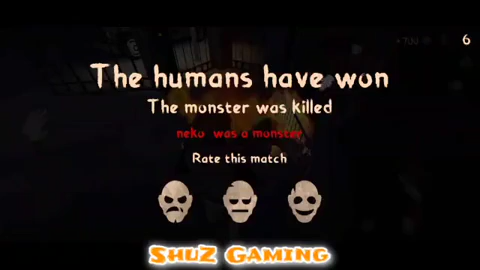 6
The humans have won
The monster was killed
neko was a monster
Rate this match
ShuZ Gaming